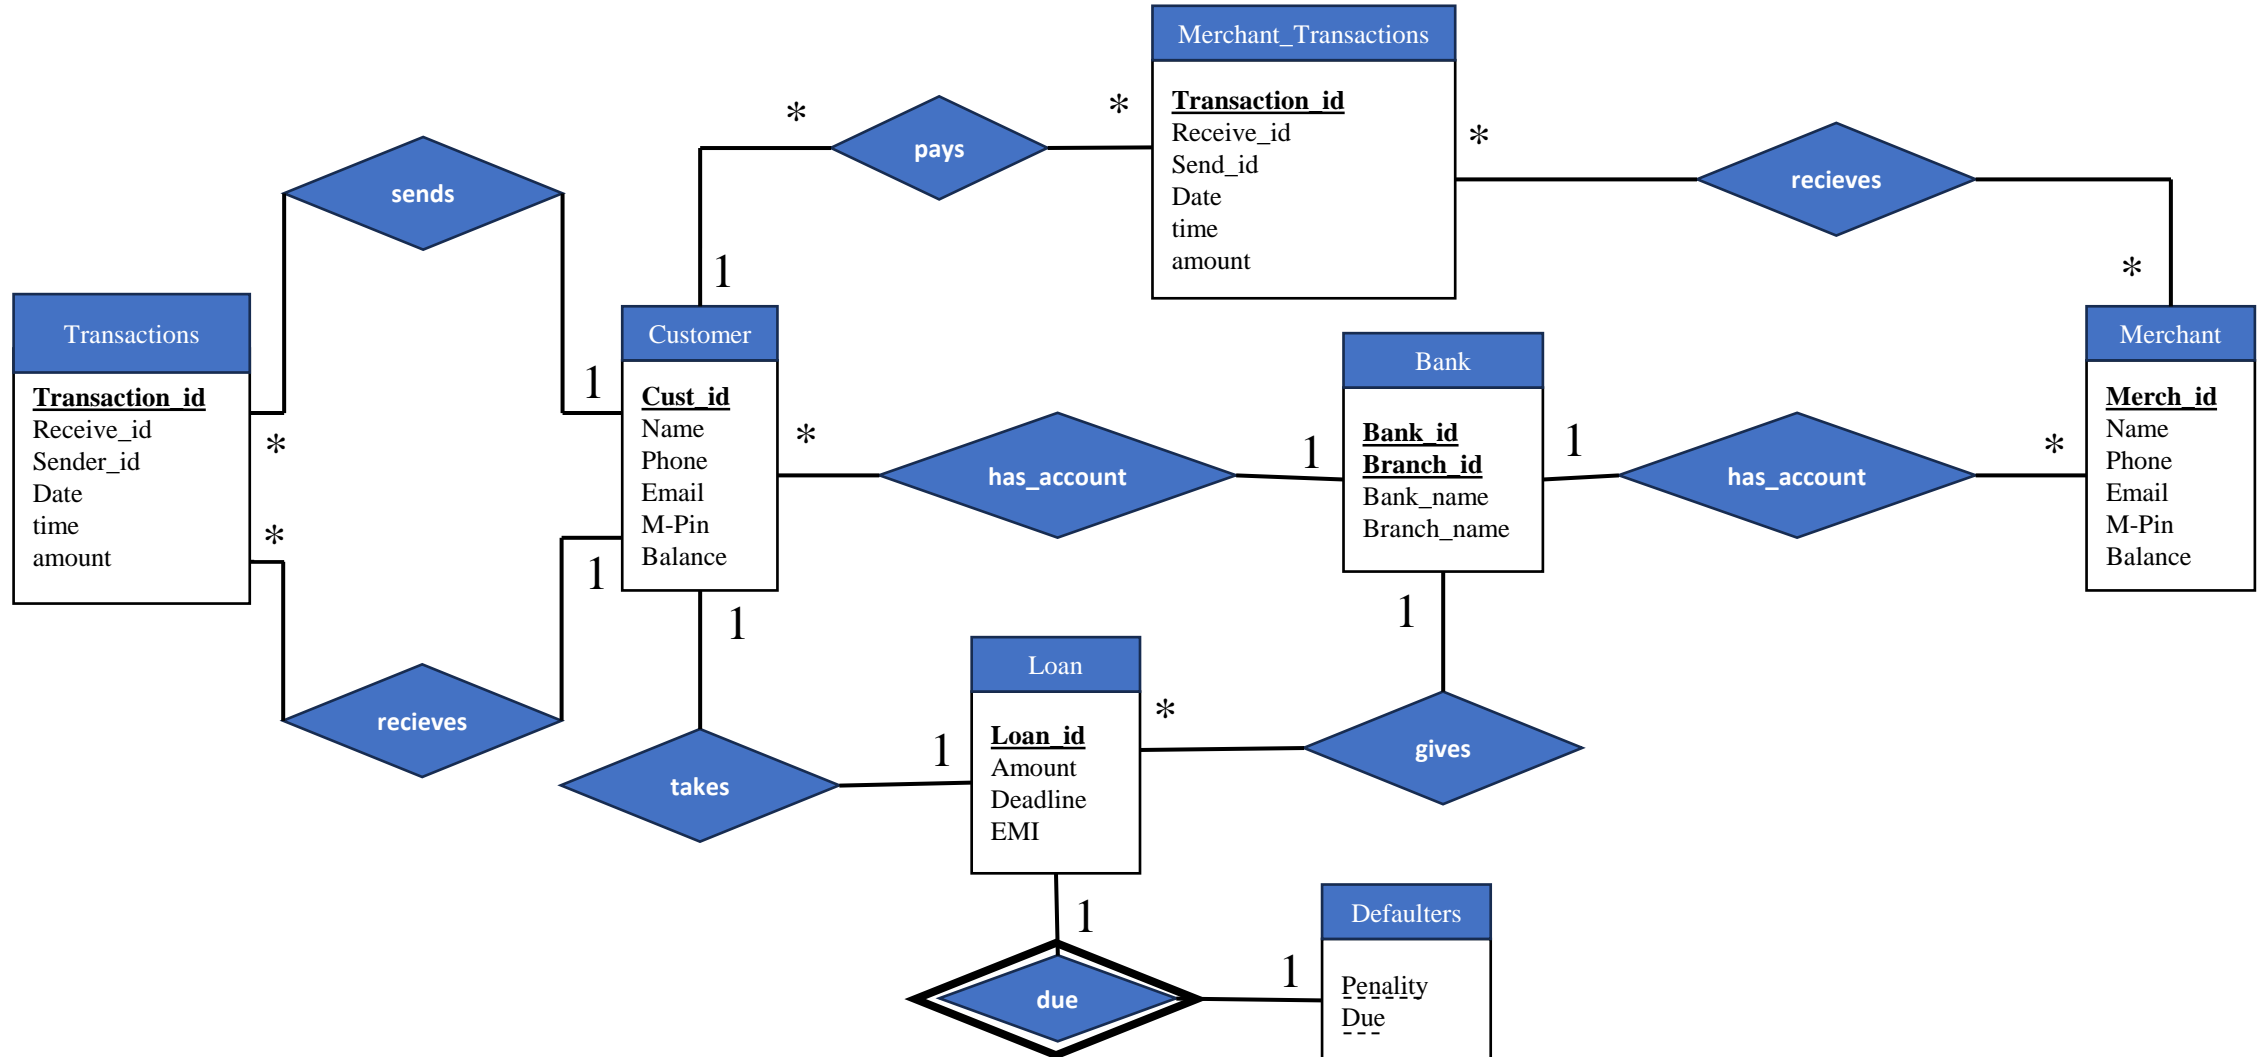 Merchant_Transactions
Transaction_id
Receive_id
Send_id
Date
time
amount
*
pays
*
*
recieves
*
sends
1
1
Transactions
Transaction_id
Receive_id
Sender_id
Date
time
amount
*
*
Customer
Cust_id
Name
Phone
Email
M-Pin
Balance
1
1
*
has_account
1
Bank
Bank_id
Branch_id
Bank_name
Branch_name
1
has_account
*
Merchant
Merch_id
Name
Phone
Email
M-Pin
Balance
recieves
takes
1
Loan
Loan_id
Amount
Deadline
EMI
*
1
gives
1
due
1
Defaulters
Penality
Due